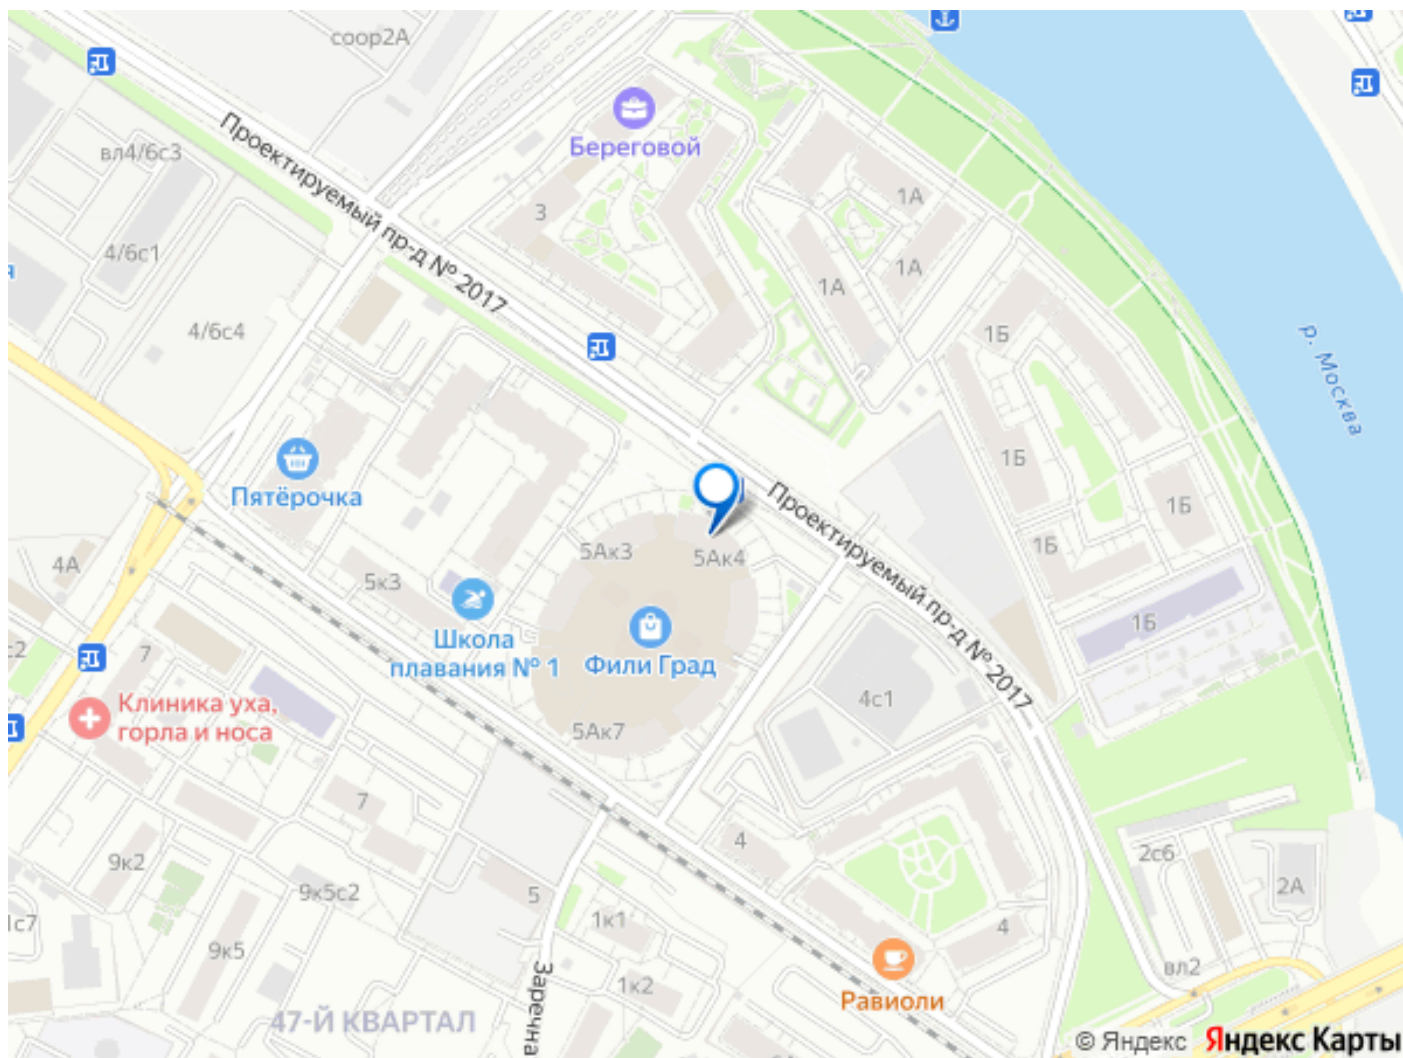 соор2А
Береговой
Проектируемый пр-д № 2017
вл4/6с3
3
1А
1А
1А
4/6с1
4/6с4
1Б
р. Москва
1Б
Пятёрочка
Проектируемый пр-д № 2017
1Б
5Ак3
5Ак4
1Б
4А
5к3
Школа
плавания № 1
Фили Град
1Б
с2
7
4с1
Клиника уха,
горла и носа
5Ак7
7
4
2с6
9к2
9к5с2
5
2А
1с7
1к1
4
9к5
вл2
Заречна
1к2
Равиоли
47-Й КВАРТАЛ
© Яндекс Яндекс Карты